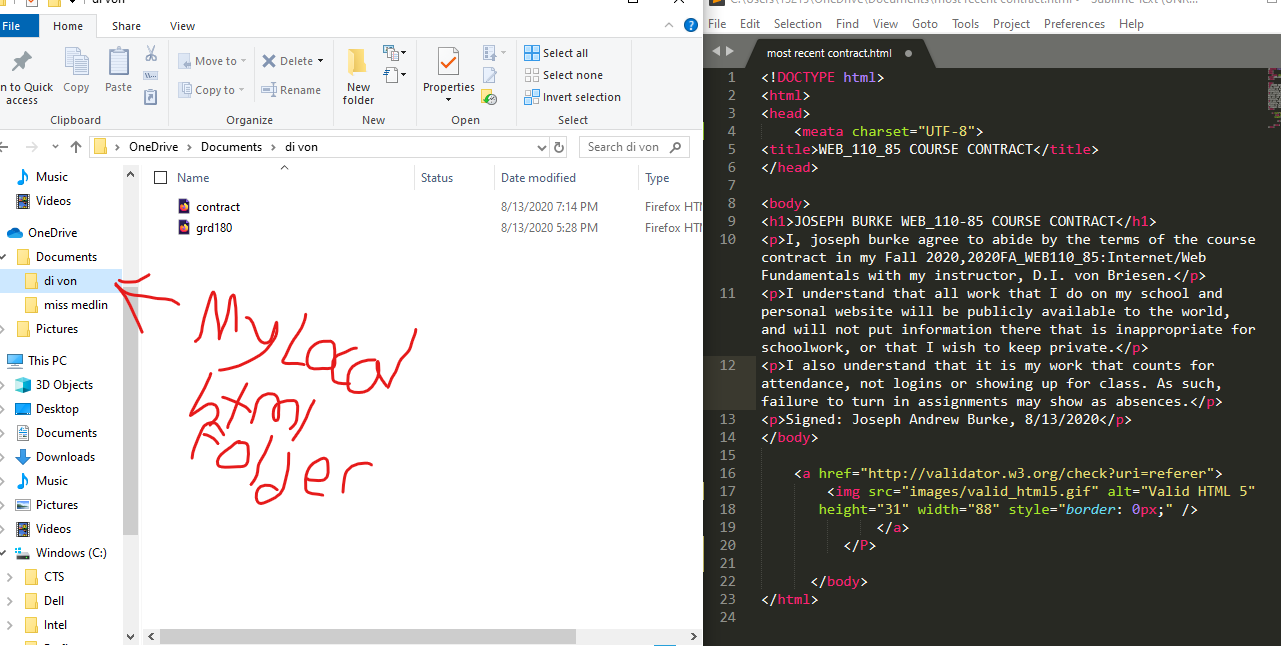 di von
C:\Users\15215\OneDrive\Documents\most recent contract.html - Sublime Text (UNR...
File Home Share View
n to Quick access
Copy
Paste
Move to
Copy to
Delete
Rename
New folder
Properties
Select all
Select none
Invert selection
Clipboard Organize New Open Select
OneDrive > Documents > di von
Search di von
Name Status Date modified Type
contract 8/13/2020 7:14 PM Firefox HTM
grd180 8/13/2020 5:28 PM Firefox HTM
Music
Videos
OneDrive
Documents
di von
miss medlin
Pictures
This PC
3D Objects
Desktop
Documents
Downloads
Music
Pictures
Videos
Windows (C:)
CTS
Dell
Intel
My Local
html
Folder
File Edit Selection Find View Goto Tools Project Preferences Help
most recent contract.html
1 <!DOCTYPE html>
2 <html>
3 <head>
4 <meata charset="UTF-8">
5 <title>WEB_110_85 COURSE CONTRACT</title>
6 </head>
7
8 <body>
9 <h1>JOSEPH BURKE WEB_110-85 COURSE CONTRACT</h1>
10 <p>I, joseph burke agree to abide by the terms of the course
contract in my Fall 2020,2020FA_WEB110_85:Internet/Web
Fundamentals with my instructor, D.I. von Briesen.</p>
11 <p>I understand that all work that I do on my school and
personal website will be publicly available to the world,
and will not put information there that is inappropriate for
schoolwork, or that I wish to keep private.</p>
12 <p>I also understand that it is my work that counts for
attendance, not logins or showing up for class. As such,
failure to turn in assignments may show as absences.</p>
13 <p>Signed: Joseph Andrew Burke, 8/13/2020</p>
14 </body>
15
16 <a href="http://validator.w3.org/check?uri=referer">
17 <img src="images/valid_html5.gif" alt="Valid HTML 5"
18 height="31" width="88" style="border: 0px;" />
19 </a>
20 </P>
21
22 </body>
23 </html>
24